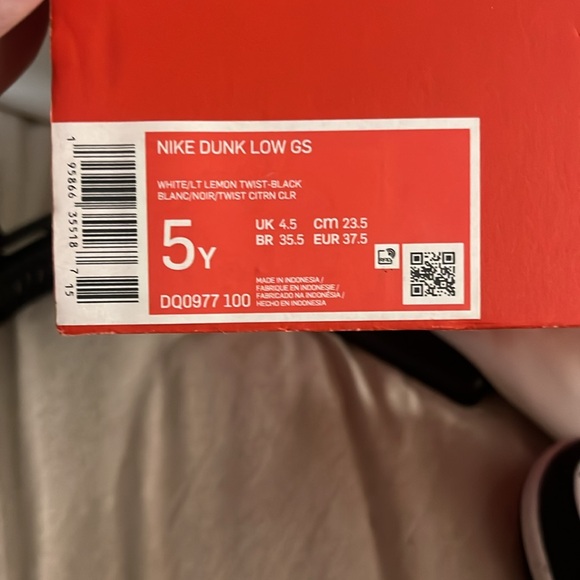 NIKE DUNK LOW GS
WHITE/LT LEMON TWIST-BLACK
BLANC/NOIR/TWIST CITRN CLR
5Y
UK 4.5 cm 23.5
BR 35.5 EUR 37.5
DQ0977 100
MADE IN INDONESIA /
FABRIQUE EN INDONESIE /
FABRICADO NA INDONÉSIA /
HECHO EN INDONESIA
1 95866 35518 7 15